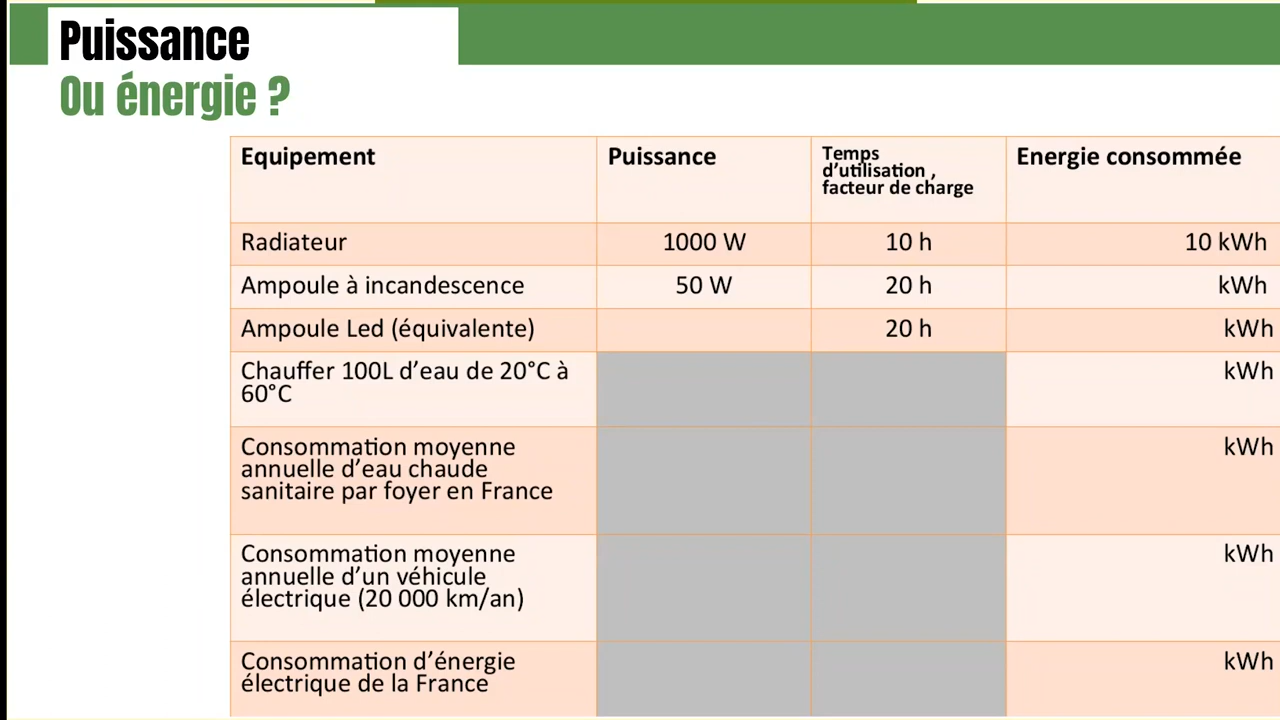 Puissance
Ou énergie ?
Equipement Puissance Temps d’utilisation , facteur de charge Energie consommée
Radiateur 1000 W 10 h 10 kWh
Ampoule à incandescence 50 W 20 h kWh
Ampoule Led (équivalente) 20 h kWh
Chauffer 100L d’eau de 20°C à kWh
60°C
Consommation moyenne kWh
annuelle d’eau chaude
sanitaire par foyer en France
Consommation moyenne kWh
annuelle d’un véhicule
électrique (20 000 km/an)
Consommation d’énergie kWh
électrique de la France